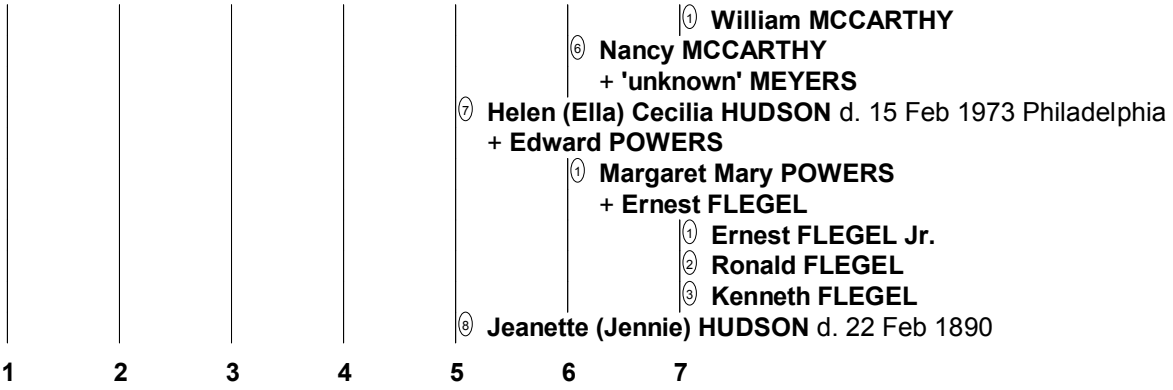 ① William MCCARTHY
⑥ Nancy MCCARTHY
+ 'unknown' MEYERS
⑦ Helen (Ella) Cecilia HUDSON d. 15 Feb 1973 Philadelphia
+ Edward POWERS
① Margaret Mary POWERS
+ Ernest FLEGEL
① Ernest FLEGEL Jr.
② Ronald FLEGEL
③ Kenneth FLEGEL
⑧ Jeanette (Jennie) HUDSON d. 22 Feb 1890
1 2 3 4 5 6 7